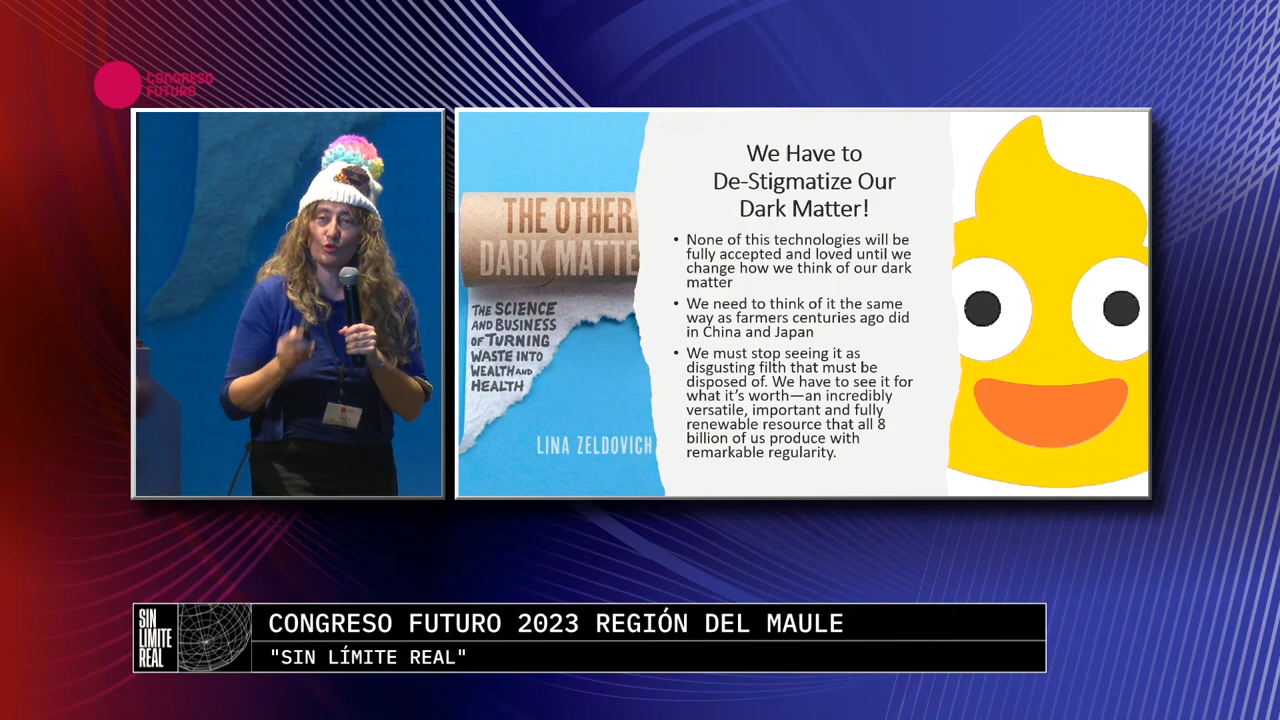 CONGRESO
FUTURO
THE OTHER
DARK MATTE
THE SCIENCE
AND BUSINESS
OF TURNING
WASTE INTO
WEALTH AND
HEALTH
LINA ZELDOVICH
We Have to
De-Stigmatize Our
Dark Matter!
• None of this technologies will be
fully accepted and loved until we
change how we think of our dark
matter
• We need to think of it the same
way as farmers centuries ago did
in China and Japan
• We must stop seeing it as
disgusting filth that must be
disposed of. We have to see it for
what it’s worth—an incredibly
versatile, important and fully
renewable resource that all 8
billion of us produce with
remarkable regularity.
SIN
LIMITE
REAL
CONGRESO FUTURO 2023 REGIÓN DEL MAULE
"SIN LÍMITE REAL"